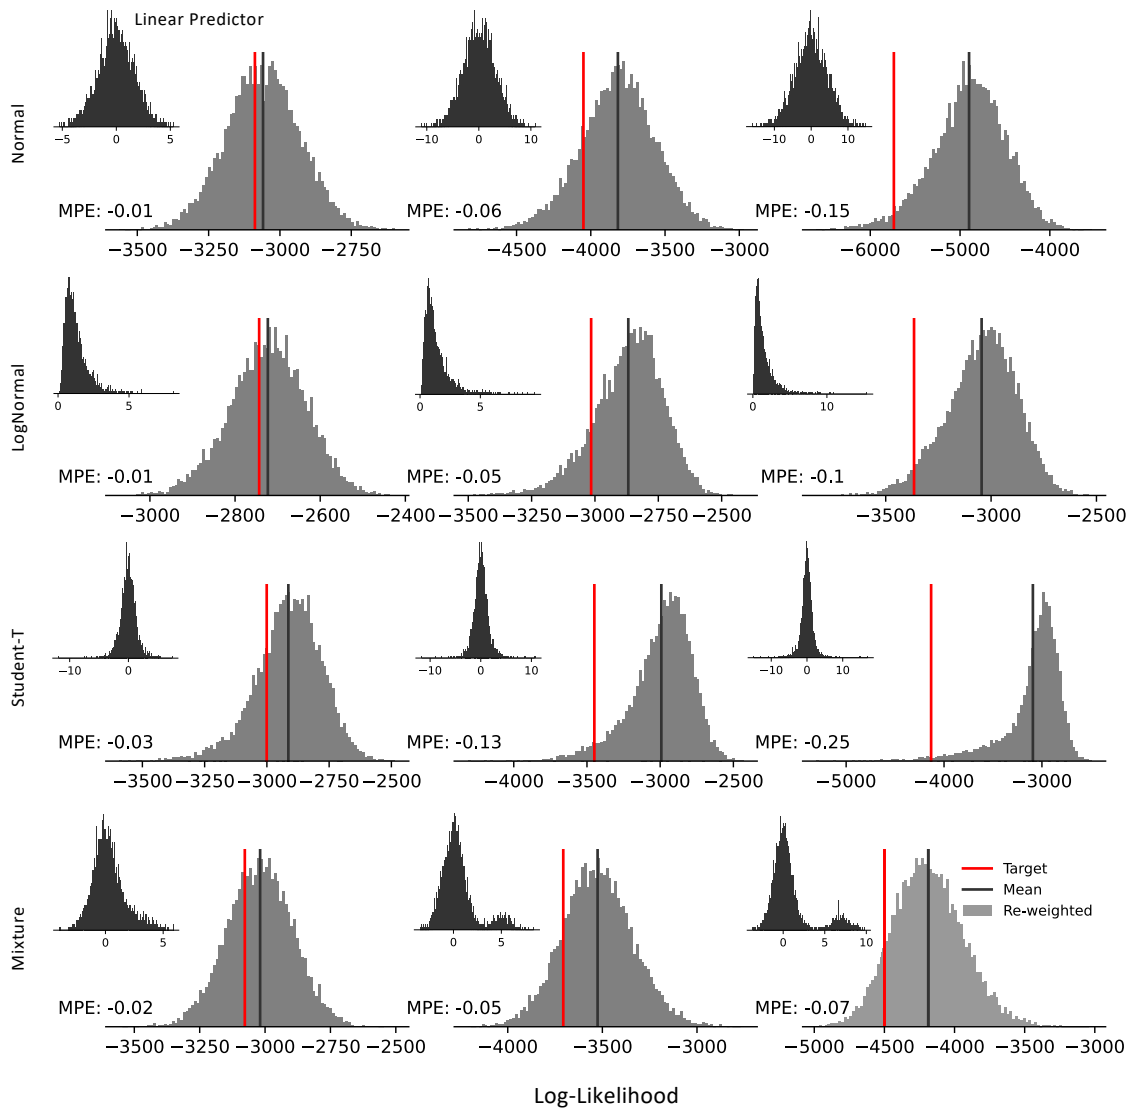 Linear Predictor
Normal
−5 0 5
−10 0 10
−10 0 10
MPE: -0.01
MPE: -0.06
MPE: -0.15
−3500 −3250 −3000 −2750
−4500 −4000 −3500 −3000
−6000 −5000 −4000
LogNormal
0 5
0 5
0 10
MPE: -0.01
MPE: -0.05
MPE: -0.1
−3000 −2800 −2600 −2400
−3500 −3250 −3000 −2750 −2500
−3500 −3000 −2500
Student-T
−10 0
−10 0 10
−10 0 10
MPE: -0.03
MPE: -0.13
MPE: -0.25
−3500 −3250 −3000 −2750 −2500
−4000 −3500 −3000 −2500
−5000 −4000 −3000
Mixture
0 5
0 5
0 5 10
Target
Mean
Re-weighted
MPE: -0.02
MPE: -0.05
MPE: -0.07
−3500 −3250 −3000 −2750 −2500
−4000 −3500 −3000
−5000 −4500 −4000 −3500 −3000
Log-Likelihood